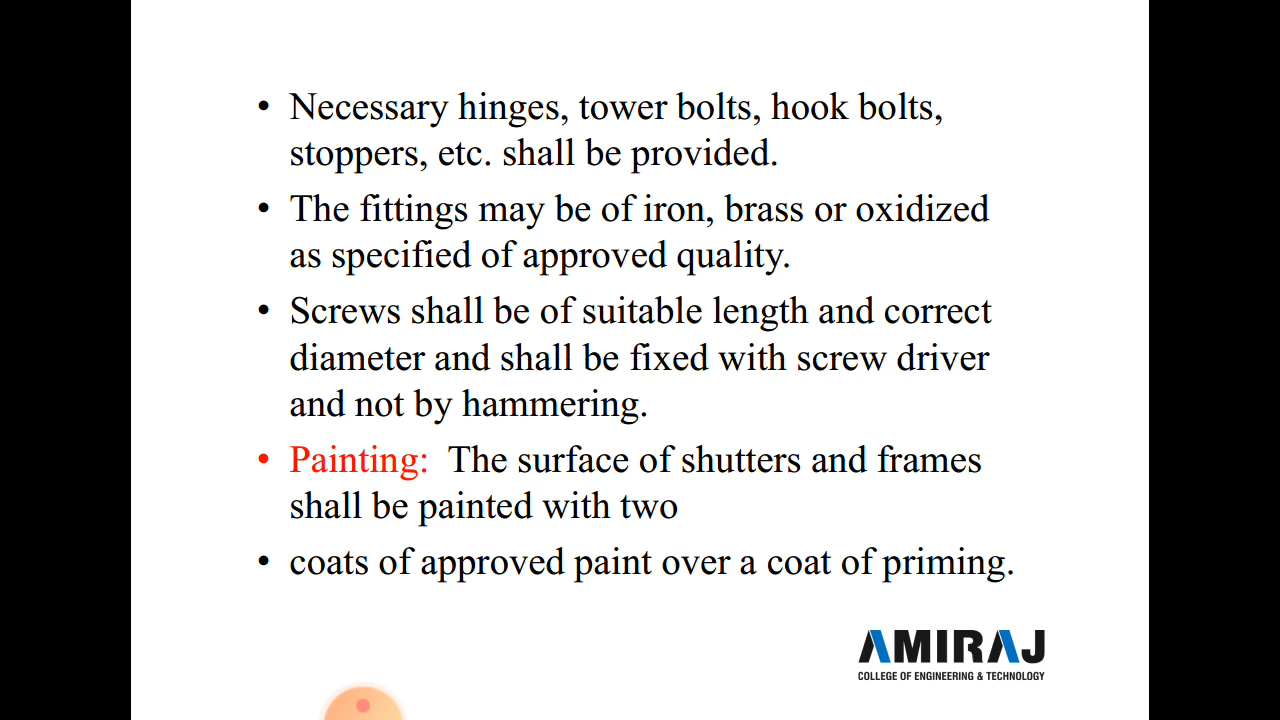 • Necessary hinges, tower bolts, hook bolts,
stoppers, etc. shall be provided.
• The fittings may be of iron, brass or oxidized
as specified of approved quality.
• Screws shall be of suitable length and correct
diameter and shall be fixed with screw driver
and not by hammering.
• Painting: The surface of shutters and frames
shall be painted with two
• coats of approved paint over a coat of priming.
AMIRAJ
COLLEGE OF ENGINEERING & TECHNOLOGY